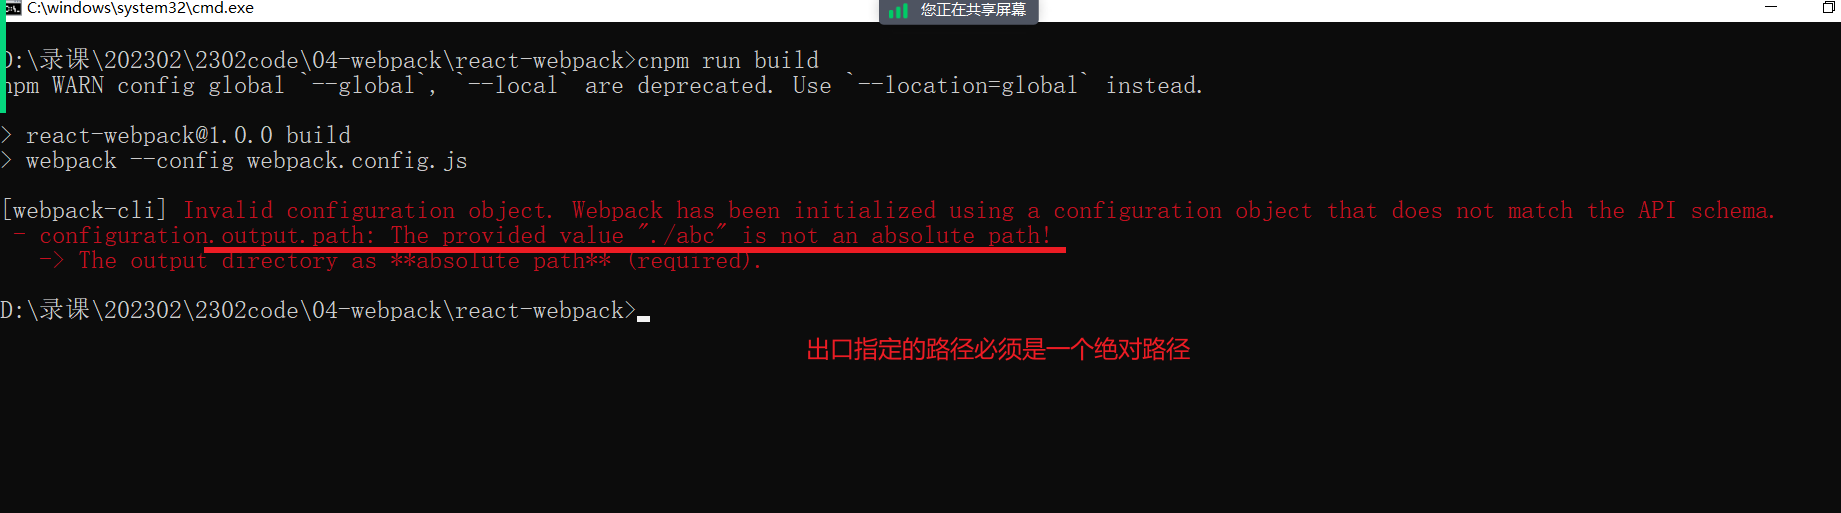 C:\windows\system32\cmd.exe
您正在共享屏幕
D:\录课\202302\2302code\04-webpack\react-webpack>cnpm run build
npm WARN config global `--global`, `--local` are deprecated. Use `--location=global` instead.
> react-webpack@1.0.0 build
> webpack --config webpack.config.js
[webpack-cli] Invalid configuration object. Webpack has been initialized using a configuration object that does not match the API schema.
- configuration.output.path: The provided value "./abc" is not an absolute path!
-> The output directory as **absolute path** (required).
D:\录课\202302\2302code\04-webpack\react-webpack>
出口指定的路径必须是一个绝对路径